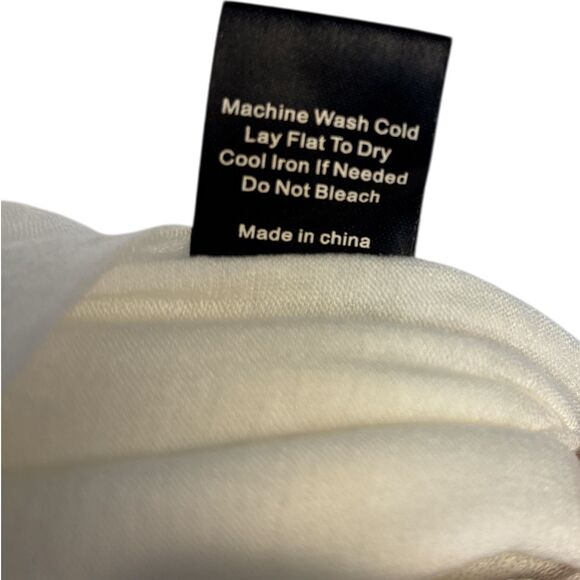 Machine Wash Cold
Lay Flat To Dry
Cool Iron If Needed
Do Not Bleach
Made in china